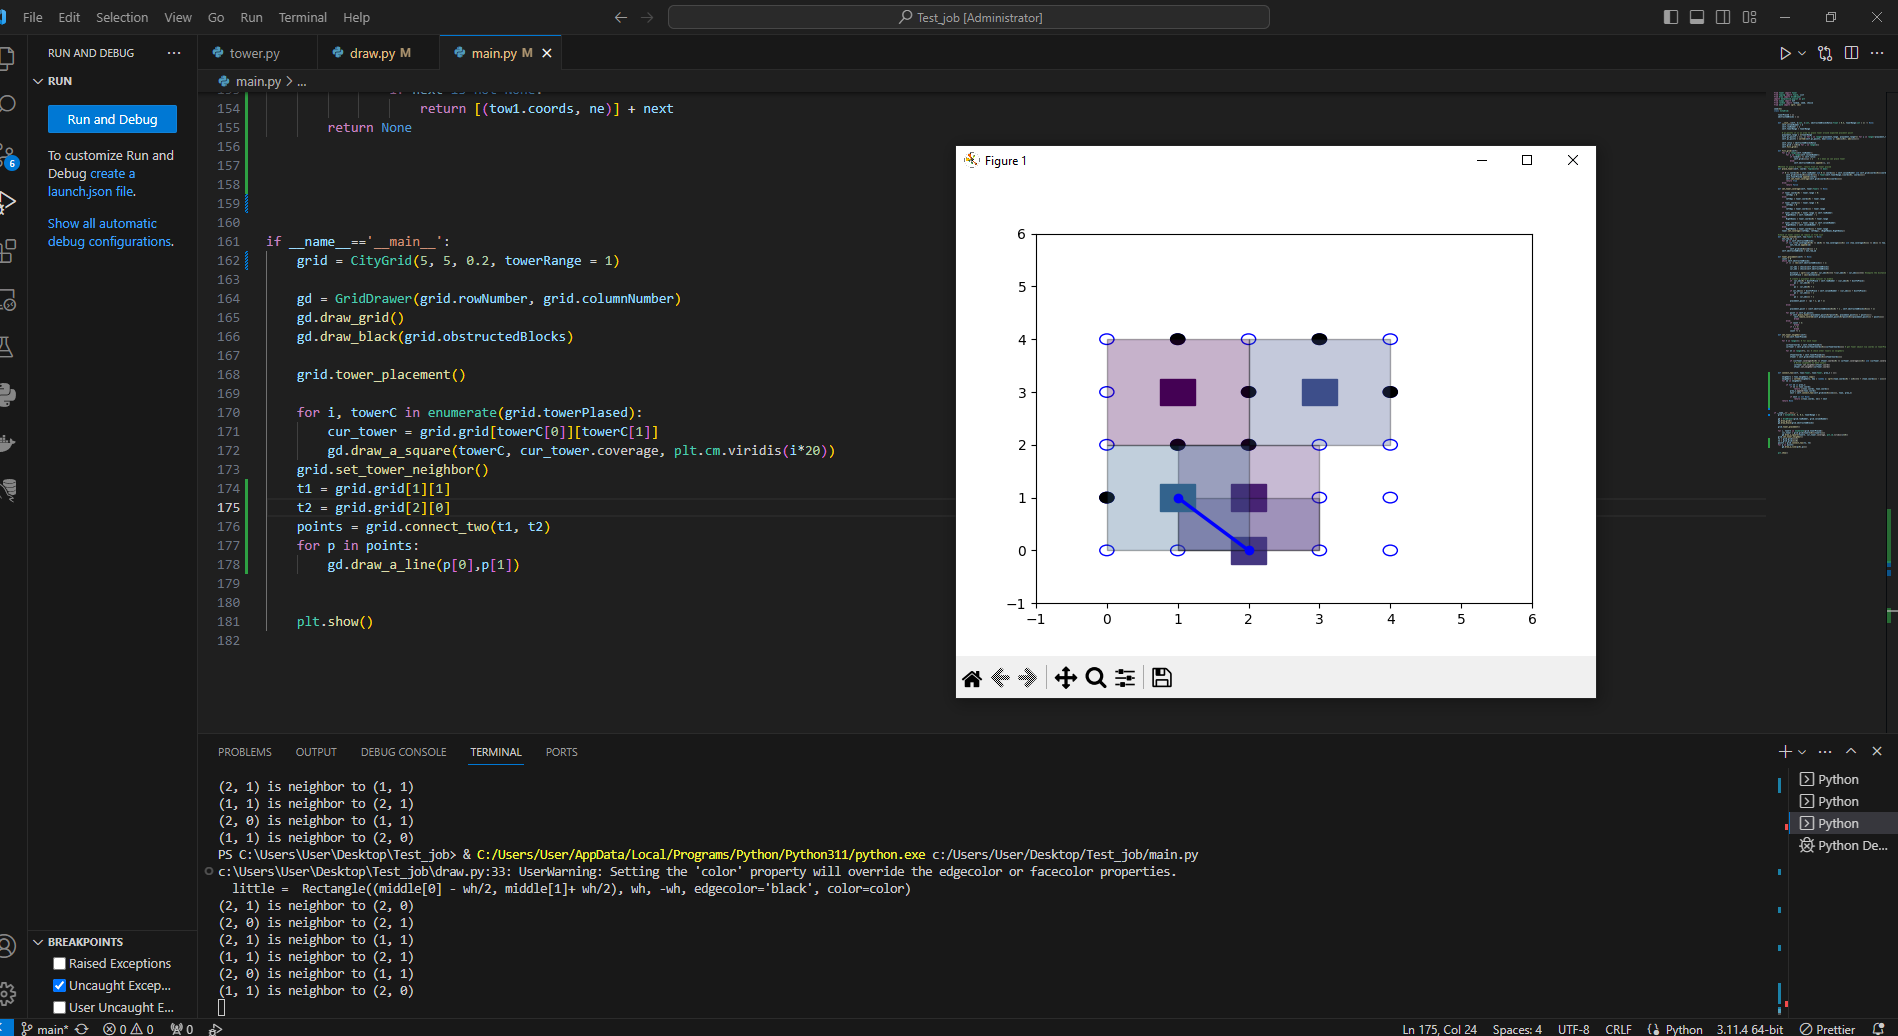 File Edit Selection View Go Run Terminal Help
Test_job [Administrator]
RUN AND DEBUG
RUN
Run and Debug
To customize Run and
Debug create a
launch.json file.
Show all automatic
debug configurations.
6
BREAKPOINTS
Raised Exceptions
Uncaught Excep...
User Uncaught E...
tower.py
draw.py M
main.py M
main.py > ...
154 return [(tow1.coords, ne)] + next
155 return None
156
157
158
159
160
161 if __name__=='__main__':
162 grid = CityGrid(5, 5, 0.2, towerRange = 1)
163
164 gd = GridDrawer(grid.rowNumber, grid.columnNumber)
165 gd.draw_grid()
166 gd.draw_black(grid.obstructedBlocks)
167
168 grid.tower_placement()
169
170 for i, towerC in enumerate(grid.towerPlased):
171 cur_tower = grid.grid[towerC[0]][towerC[1]]
172 gd.draw_a_square(towerC, cur_tower.coverage, plt.cm.viridis(i*20))
173 grid.set_tower_neighbor()
174 t1 = grid.grid[1][1]
175 t2 = grid.grid[2][0]
176 points = grid.connect_two(t1, t2)
177 for p in points:
178 gd.draw_a_line(p[0],p[1])
179
180
181 plt.show()
182
Figure 1
6
5
4
3
2
1
0
−1
−1 0 1 2 3 4 5 6
PROBLEMS OUTPUT DEBUG CONSOLE TERMINAL PORTS
(2, 1) is neighbor to (1, 1)
(1, 1) is neighbor to (2, 1)
(2, 0) is neighbor to (1, 1)
(1, 1) is neighbor to (2, 0)
PS C:\Users\User\Desktop\Test_job> & C:/Users/User/AppData/Local/Programs/Python/Python311/python.exe c:/Users/User/Desktop/Test_job/main.py
c:\Users\User\Desktop\Test_job\draw.py:33: UserWarning: Setting the 'color' property will override the edgecolor or facecolor properties.
little = Rectangle((middle[0] - wh/2, middle[1]+ wh/2), wh, -wh, edgecolor='black', color=color)
(2, 1) is neighbor to (2, 0)
(2, 0) is neighbor to (2, 1)
(2, 1) is neighbor to (1, 1)
(1, 1) is neighbor to (2, 1)
(2, 0) is neighbor to (1, 1)
(1, 1) is neighbor to (2, 0)
Python
Python
Python
Python De...
main* 0 0 0
Ln 175, Col 24 Spaces: 4 UTF-8 CRLF Python 3.11.4 64-bit Prettier